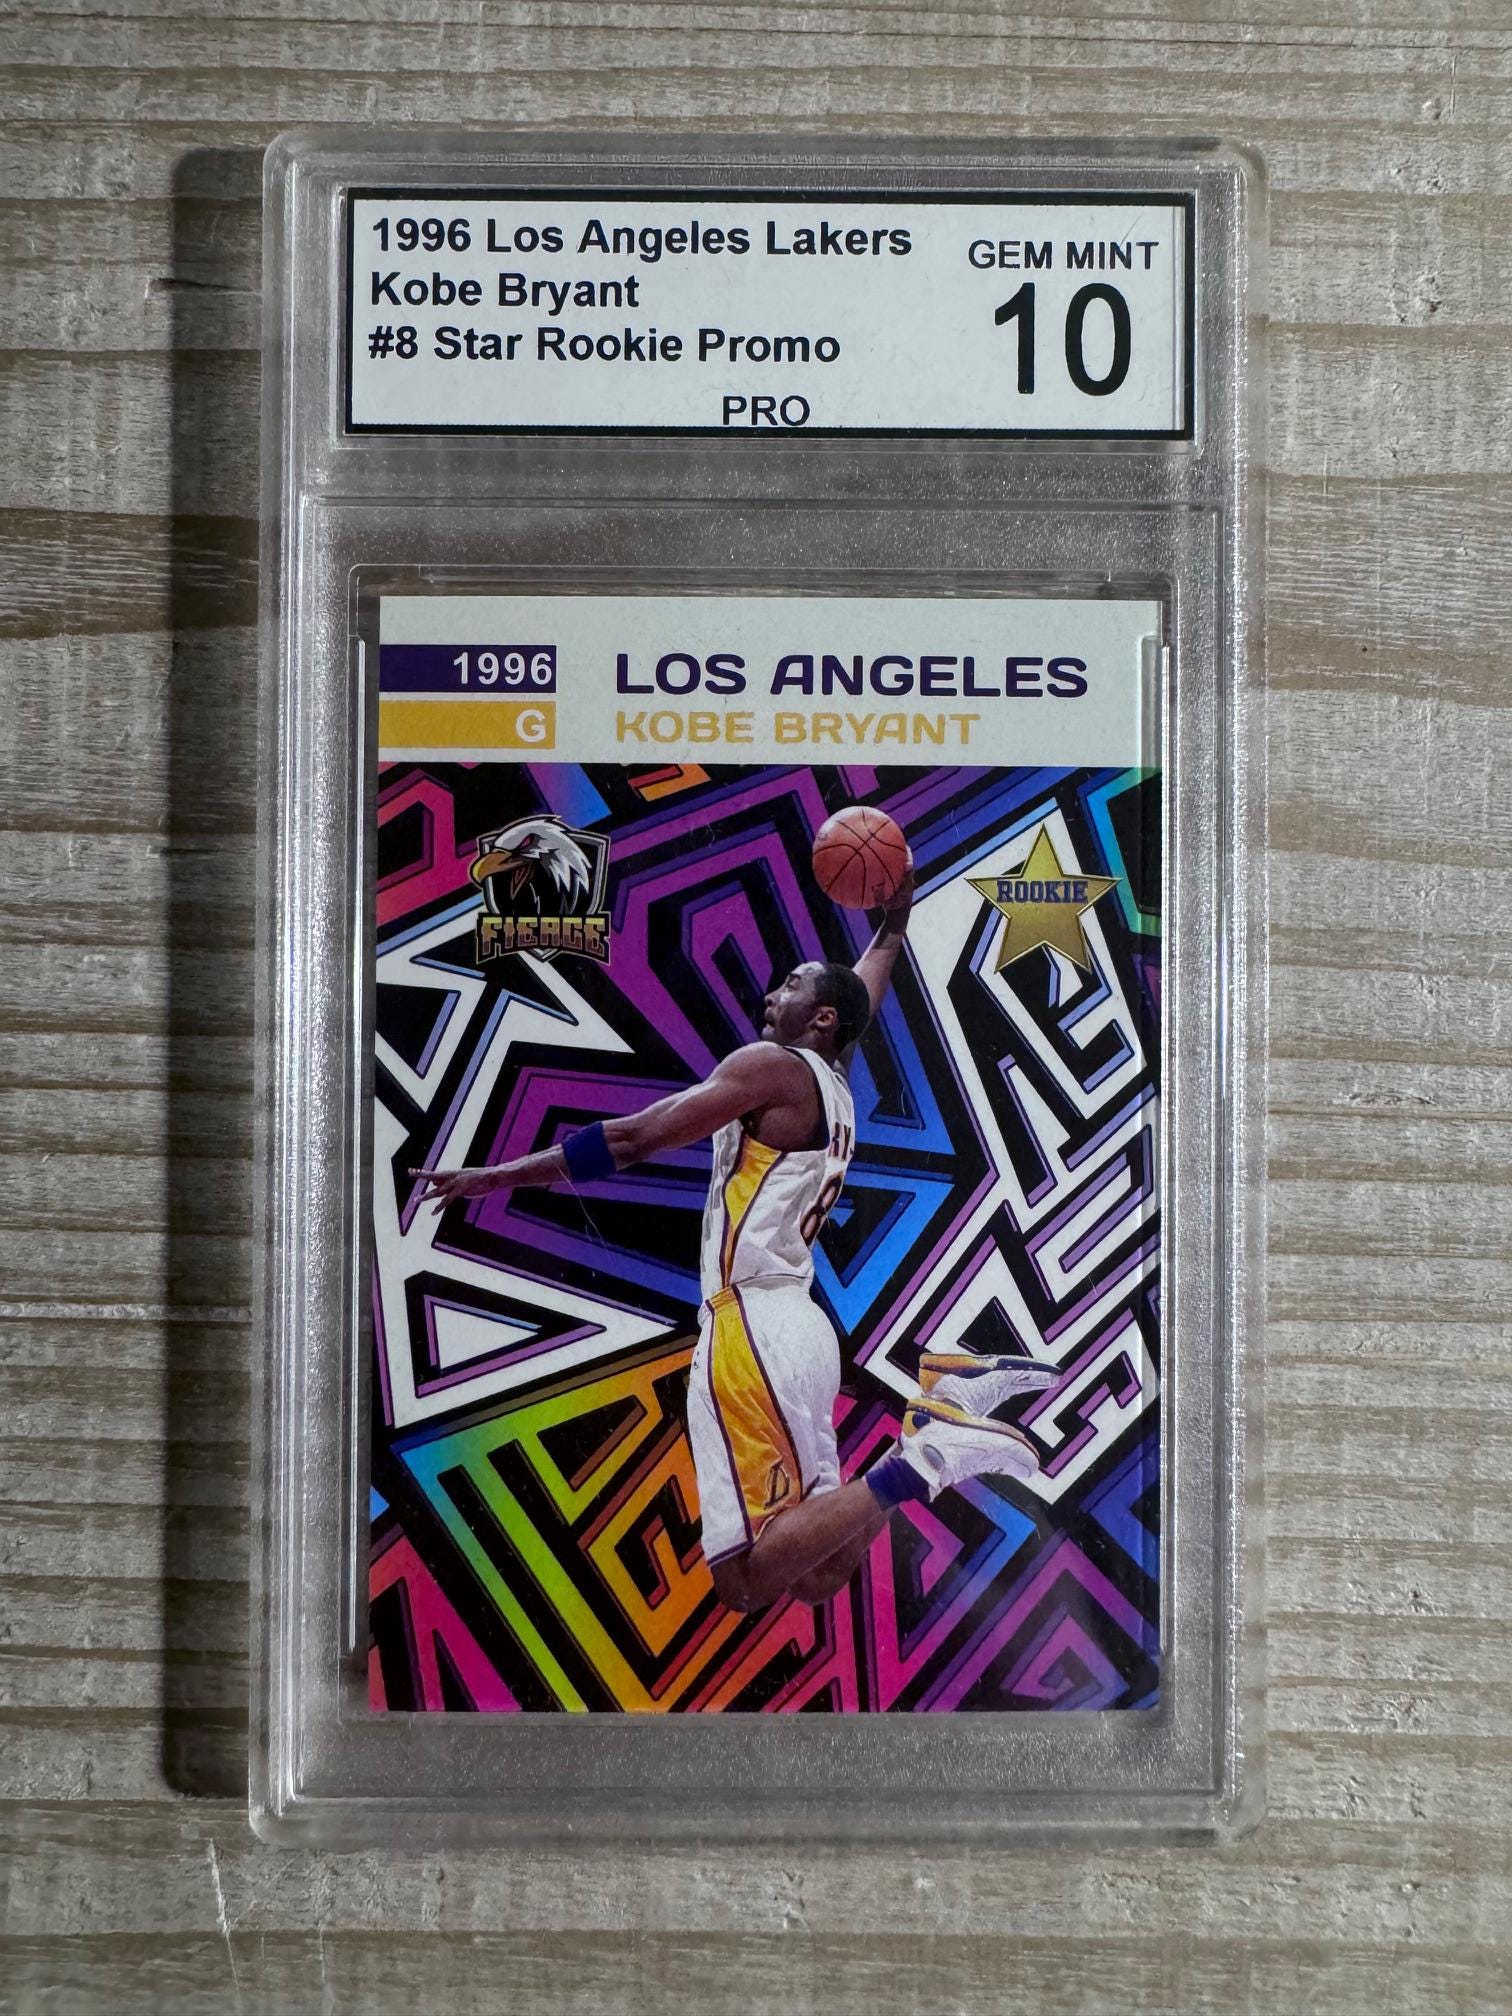 1996 Los Angeles Lakers
Kobe Bryant
#8 Star Rookie Promo
GEM MINT
10
PRO
1996
G
LOS ANGELES
KOBE BRYANT
FIERCE
ROOKIE
8